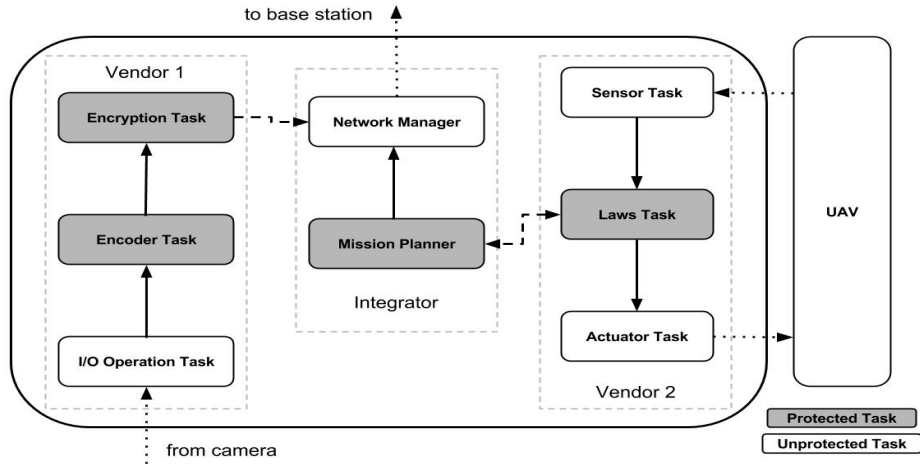 to base station
Vendor 1
Encryption Task
Encoder Task
I/O Operation Task
from camera
Network Manager
Mission Planner
Integrator
Sensor Task
Laws Task
Actuator Task
Vendor 2
UAV
Protected Task
Unprotected Task